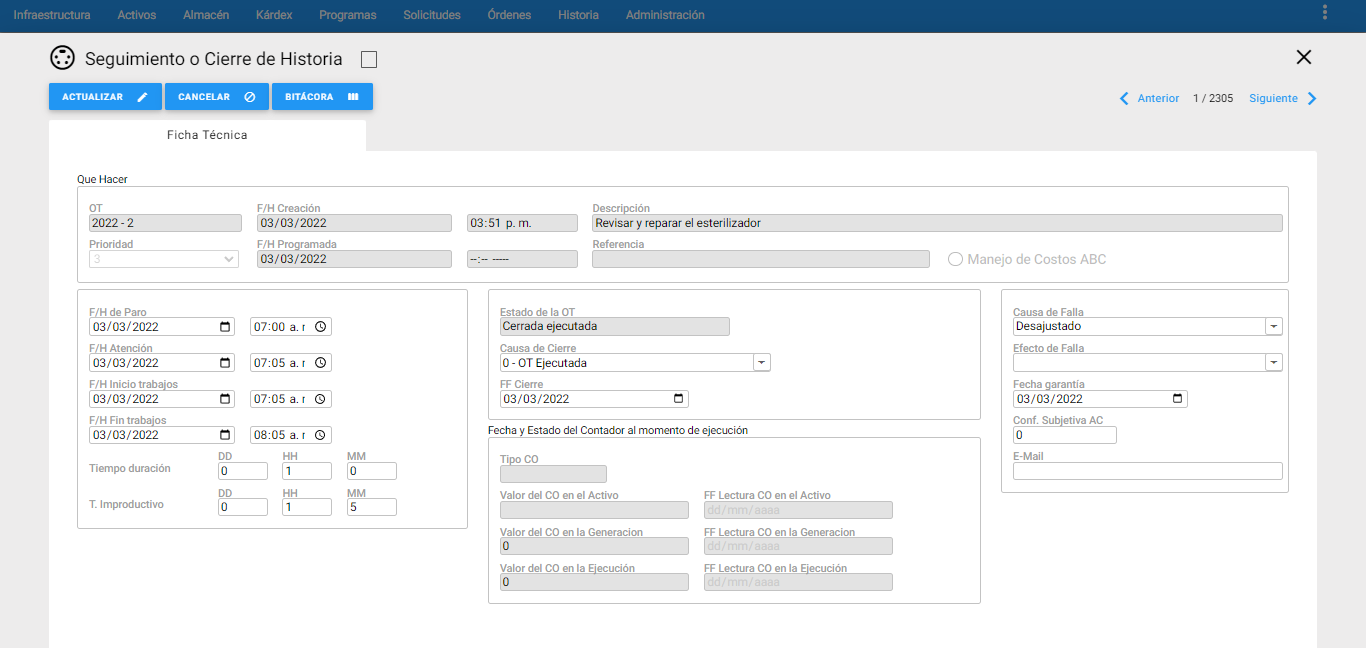 Infraestructura Activos Almacén Kárdex Programas Solicitudes Órdenes Historia Administración
Seguimiento o Cierre de Historia
ACTUALIZAR CANCELAR BITÁCORA
Anterior 1 / 2305 Siguiente
Ficha Técnica
Que Hacer
OT F/H Creación Descripción
2022 - 2 03/03/2022 03:51 p. m. Revisar y reparar el esterilizador
Prioridad F/H Programada Referencia
3 03/03/2022 --:-- ----- Manejo de Costos ABC
F/H de Paro
03/03/2022 07:00 a. r
F/H Atención
03/03/2022 07:05 a. r
F/H Inicio trabajos
03/03/2022 07:05 a. r
F/H Fin trabajos
03/03/2022 08:05 a. r
DD HH MM
Tiempo duración 0 1 0
DD HH MM
T. Improductivo 0 1 5
Estado de la OT
Cerrada ejecutada
Causa de Cierre
0 - OT Ejecutada
FF Cierre
03/03/2022
Fecha y Estado del Contador al momento de ejecución
Tipo CO
Valor del CO en el Activo FF Lectura CO en el Activo
dd/mm/aaaa
Valor del CO en la Generacion FF Lectura CO en la Generacion
0 dd/mm/aaaa
Valor del CO en la Ejecución FF Lectura CO en la Ejecución
0 dd/mm/aaaa
Causa de Falla
Desajustado
Efecto de Falla
Fecha garantía
03/03/2022
Conf. Subjetiva AC
0
E-Mail